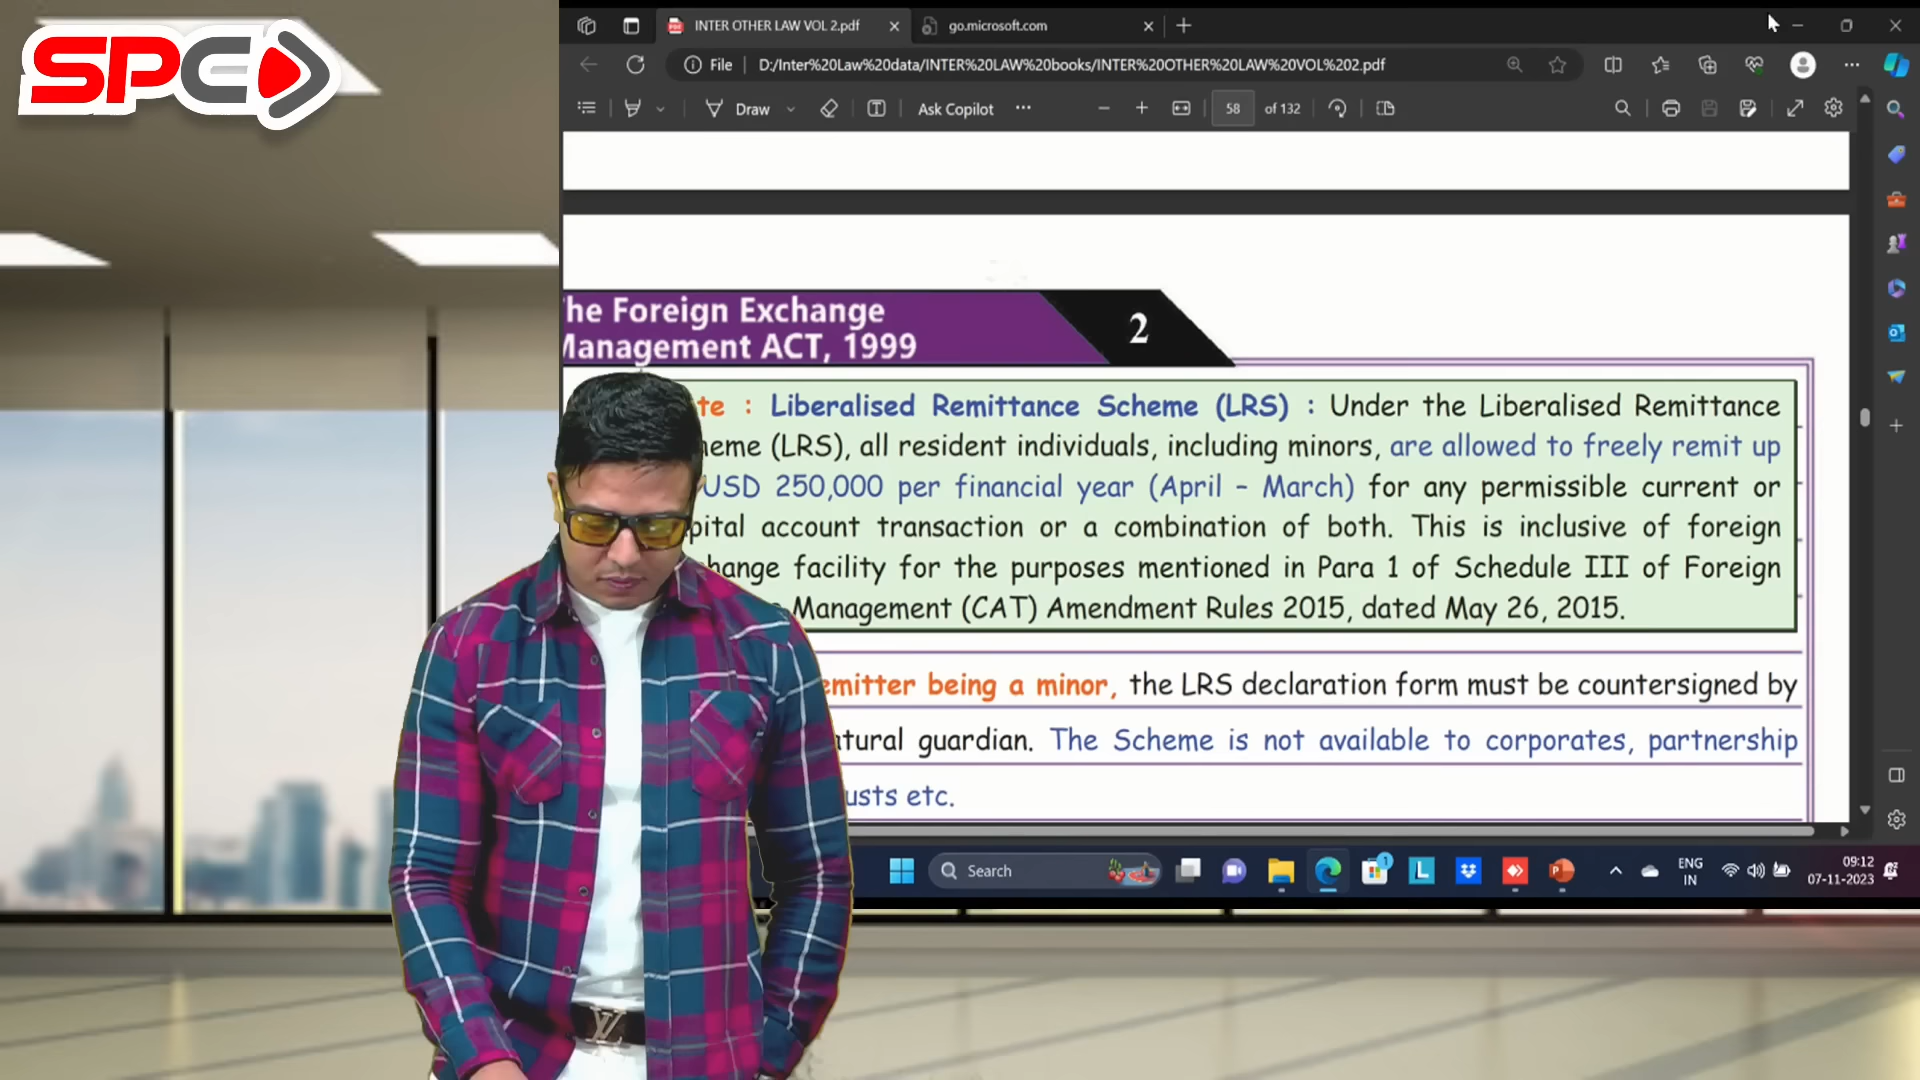 SPC
INTER OTHER LAW VOL 2.pdf
go.microsoft.com
File
D:/Inter%20Law%20data/INTER%20LAW%20books/INTER%20OTHER%20LAW%20VOL%202.pdf
Draw
Ask Copilot
58
of 132
he Foreign Exchange
Management ACT, 1999
2
te : Liberalised Remittance Scheme (LRS) : Under the Liberalised Remittance
heme (LRS), all resident individuals, including minors, are allowed to freely remit up
USD 250,000 per financial year (April – March) for any permissible current or
pital account transaction or a combination of both. This is inclusive of foreign
hange facility for the purposes mentioned in Para 1 of Schedule III of Foreign
Management (CAT) Amendment Rules 2015, dated May 26, 2015.
emitter being a minor, the LRS declaration form must be countersigned by
atural guardian. The Scheme is not available to corporates, partnership
usts etc.
Search
1
ENG
IN
09:12
07-11-2023